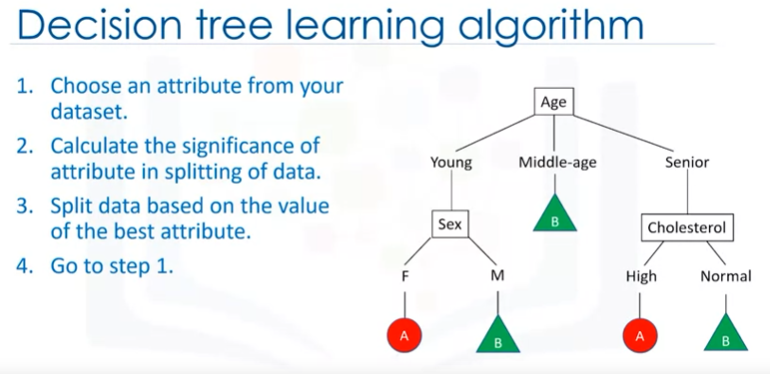 Decision tree learning algorithm
1. Choose an attribute from your
dataset.
2. Calculate the significance of
attribute in splitting of data.
3. Split data based on the value
of the best attribute.
4. Go to step 1.
Age
Young Middle-age Senior
Sex B Cholesterol
F M High Normal
A B A B